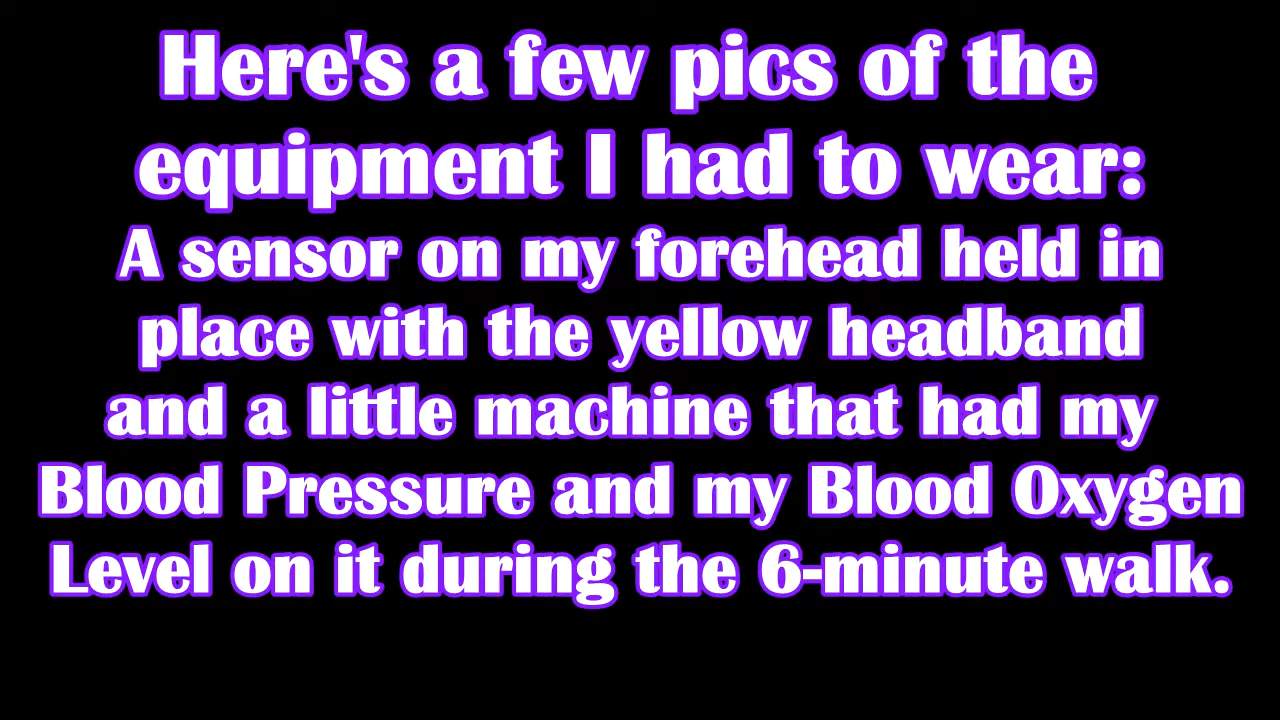 Here's a few pics of the
equipment I had to wear:
A sensor on my forehead held in
place with the yellow headband
and a little machine that had my
Blood Pressure and my Blood Oxygen
Level on it during the 6-minute walk.